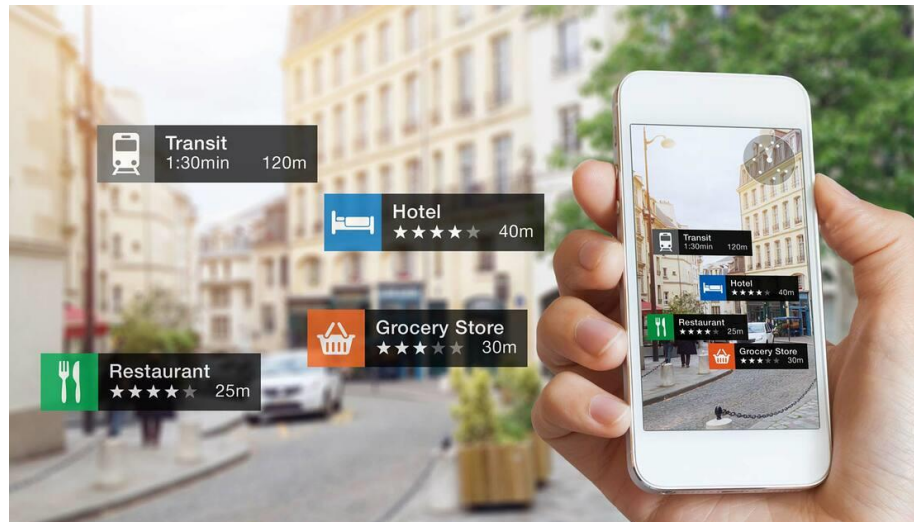 Transit
1:30min 120m
Hotel
40m
Grocery Store
30m
Restaurant
25m
Transit
1:30min 120m
Hotel
40m
Restaurant
25m
Grocery Store
30m